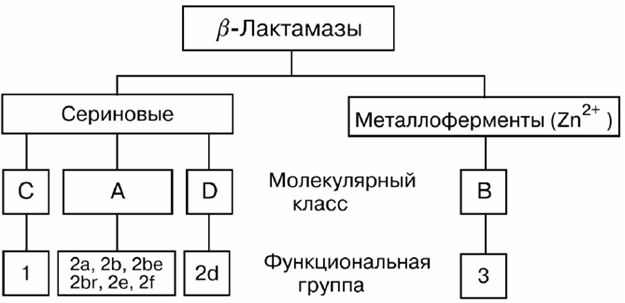 β-Лактамазы
Сериновые
Металлоферменты (Zn²⁺)
C
A
D
Молекулярный
класс
B
1
2a, 2b, 2be
2br, 2e, 2f
2d
Функциональная
группа
3